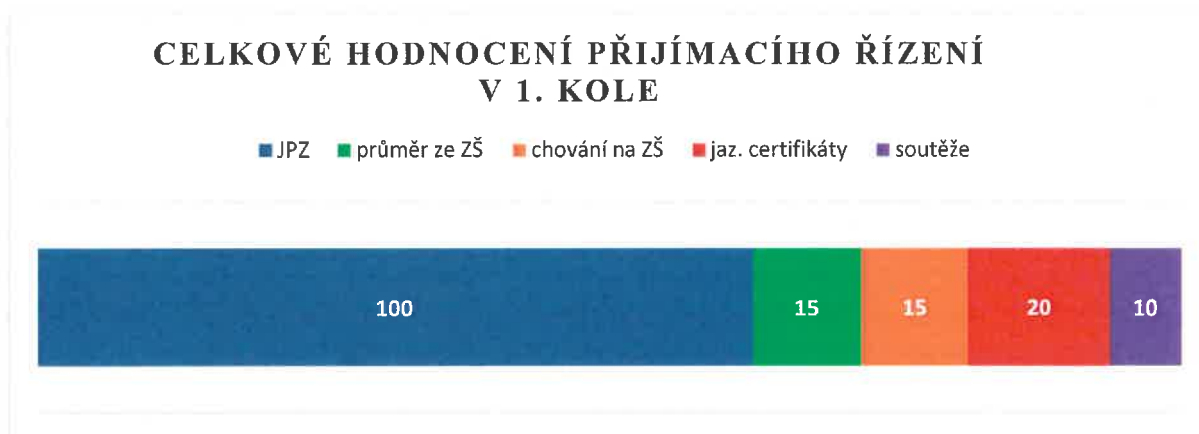 CELKOVÉ HODNOCENÍ PŘIJÍMACÍHO ŘÍZENÍ
V 1. KOLE
JPZ průměr ze ZŠ chování na ZŠ jaz. certifikáty soutěže
100 15 15 20 10